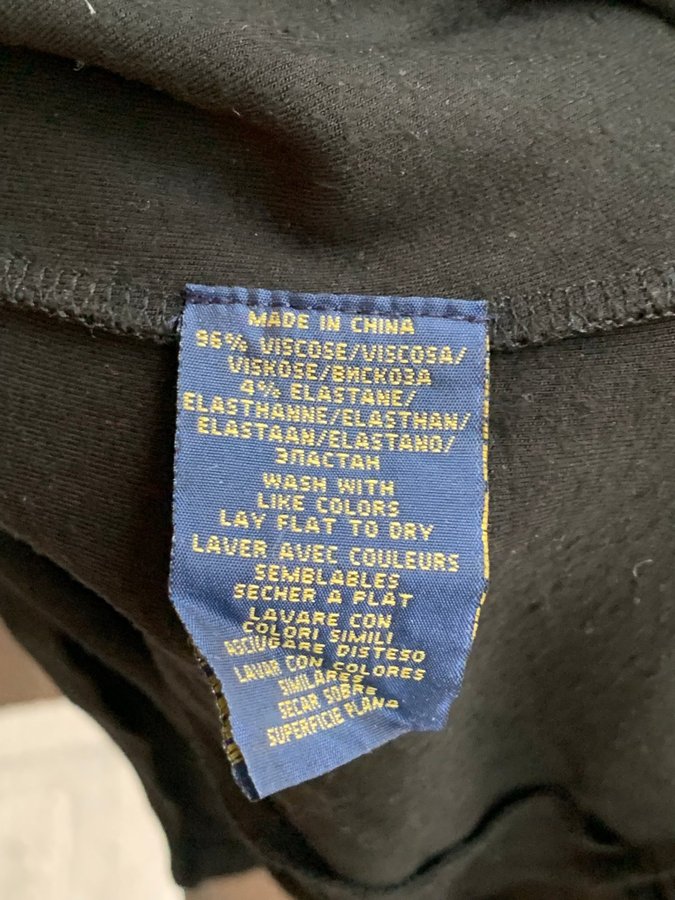 MADE IN CHINA
96% VISCOSE/VISCOSA/
VISKOSE/ВИСКОЗА
4% ELASTANE/
ELASTHANNE/ELASTHAN/
ELASTAAN/ELASTANO/
ЭЛАСТАН
WASH WITH
LIKE COLORS
LAY FLAT TO DRY
LAVER AVEC COULEURS
SEMBLABLES
SECHER A PLAT
LAVARE CON
COLORI SIMILI
ASCIUGARE DISTESO
LAVAR CON COLORES
SIMILARES
SECAR SOBRE
SUPERFICIE PLANA